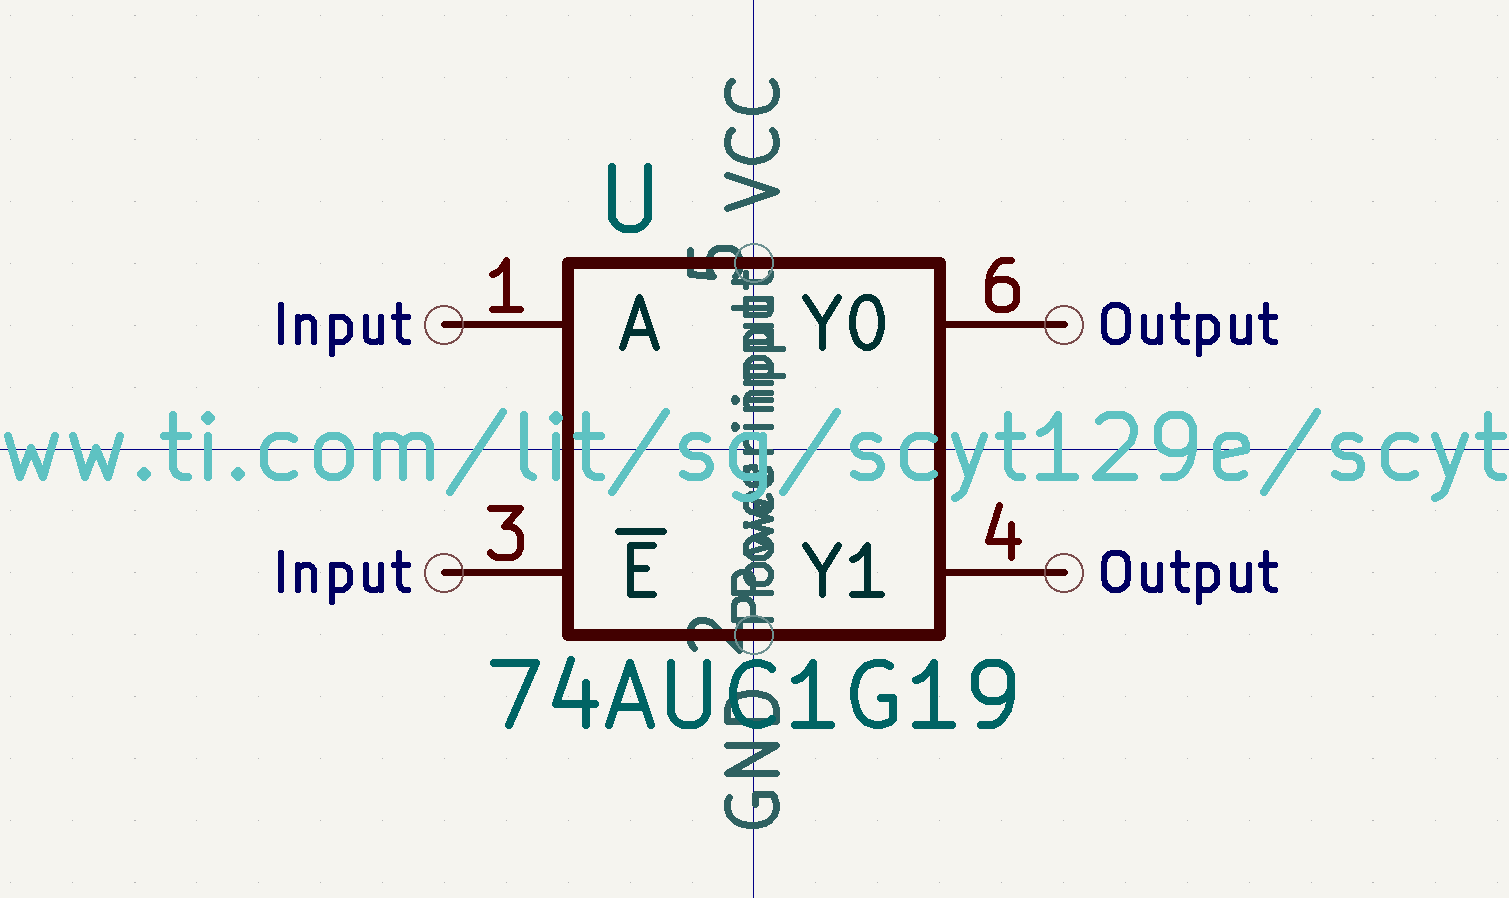 VCC
U
5
1
6
Input
A
Y0
Output
Power input
ww.ti.com/lit/sg/scyt129e/scyt
Power input
3
4
Input
E
Y1
Output
2
74AUC1G19
GND